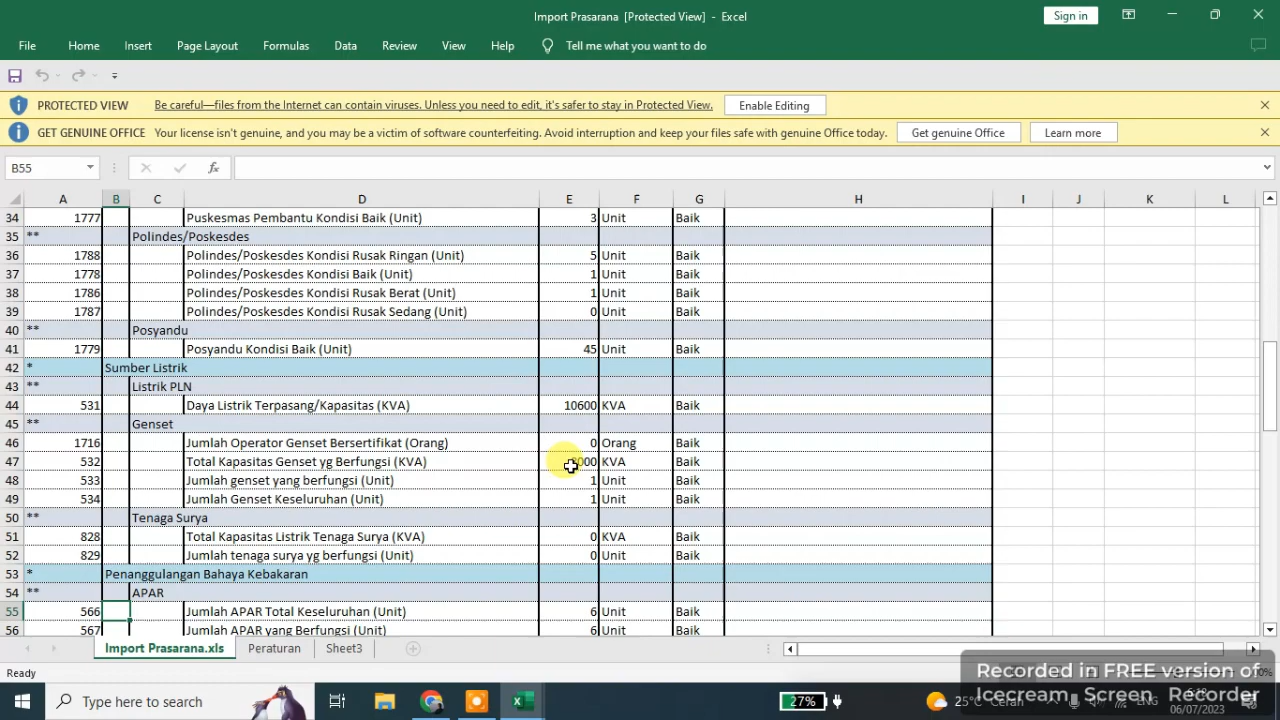 Import Prasarana [Protected View] - Excel
Sign in
File Home Insert Page Layout Formulas Data Review View Help Tell me what you want to do
PROTECTED VIEW Be careful—files from the Internet can contain viruses. Unless you need to edit, it's safer to stay in Protected View. Enable Editing
GET GENUINE OFFICE Your license isn't genuine, and you may be a victim of software counterfeiting. Avoid interruption and keep your files safe with genuine Office today. Get genuine Office Learn more
B55 fx
A B C D E F G H I J K L
34 1777 Puskesmas Pembantu Kondisi Baik (Unit) 3 Unit Baik
35 ** Polindes/Poskesdes
36 1788 Polindes/Poskesdes Kondisi Rusak Ringan (Unit) 5 Unit Baik
37 1778 Polindes/Poskesdes Kondisi Baik (Unit) 1 Unit Baik
38 1786 Polindes/Poskesdes Kondisi Rusak Berat (Unit) 1 Unit Baik
39 1787 Polindes/Poskesdes Kondisi Rusak Sedang (Unit) 0 Unit Baik
40 ** Posyandu
41 1779 Posyandu Kondisi Baik (Unit) 45 Unit Baik
42 * Sumber Listrik
43 ** Listrik PLN
44 531 Daya Listrik Terpasang/Kapasitas (KVA) 10600 KVA Baik
45 ** Genset
46 1716 Jumlah Operator Genset Bersertifikat (Orang) 0 Orang Baik
47 532 Total Kapasitas Genset yg Berfungsi (KVA) KVA Baik
48 533 Jumlah genset yang berfungsi (Unit) 1 Unit Baik
49 534 Jumlah Genset Keseluruhan (Unit) 1 Unit Baik
50 ** Tenaga Surya
51 828 Total Kapasitas Listrik Tenaga Surya (KVA) 0 KVA Baik
52 829 Jumlah tenaga surya yg berfungsi (Unit) 0 Unit Baik
53 * Penanggulangan Bahaya Kebakaran
54 ** APAR
55 566 Jumlah APAR Total Keseluruhan (Unit) 6 Unit Baik
56 567 Jumlah APAR yang Berfungsi (Unit) 6 Unit Baik
Import Prasarana.xls Peraturan Sheet3
Ready
Recorded in FREE version of
Icecream Screen Recorder
Type here to search 27% 25°C ENG
06/07/2023